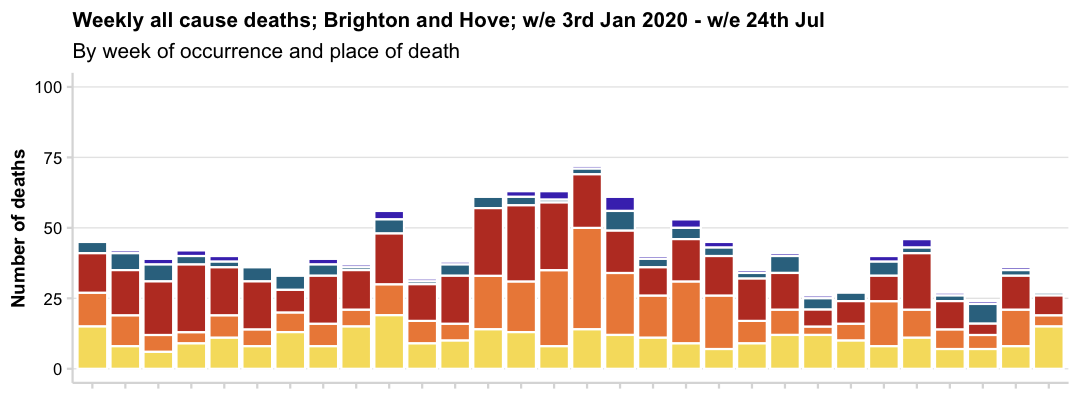 Weekly all cause deaths; Brighton and Hove; w/e 3rd Jan 2020 - w/e 24th Jul
By week of occurrence and place of death
100
75
50
25
0
Number of deaths